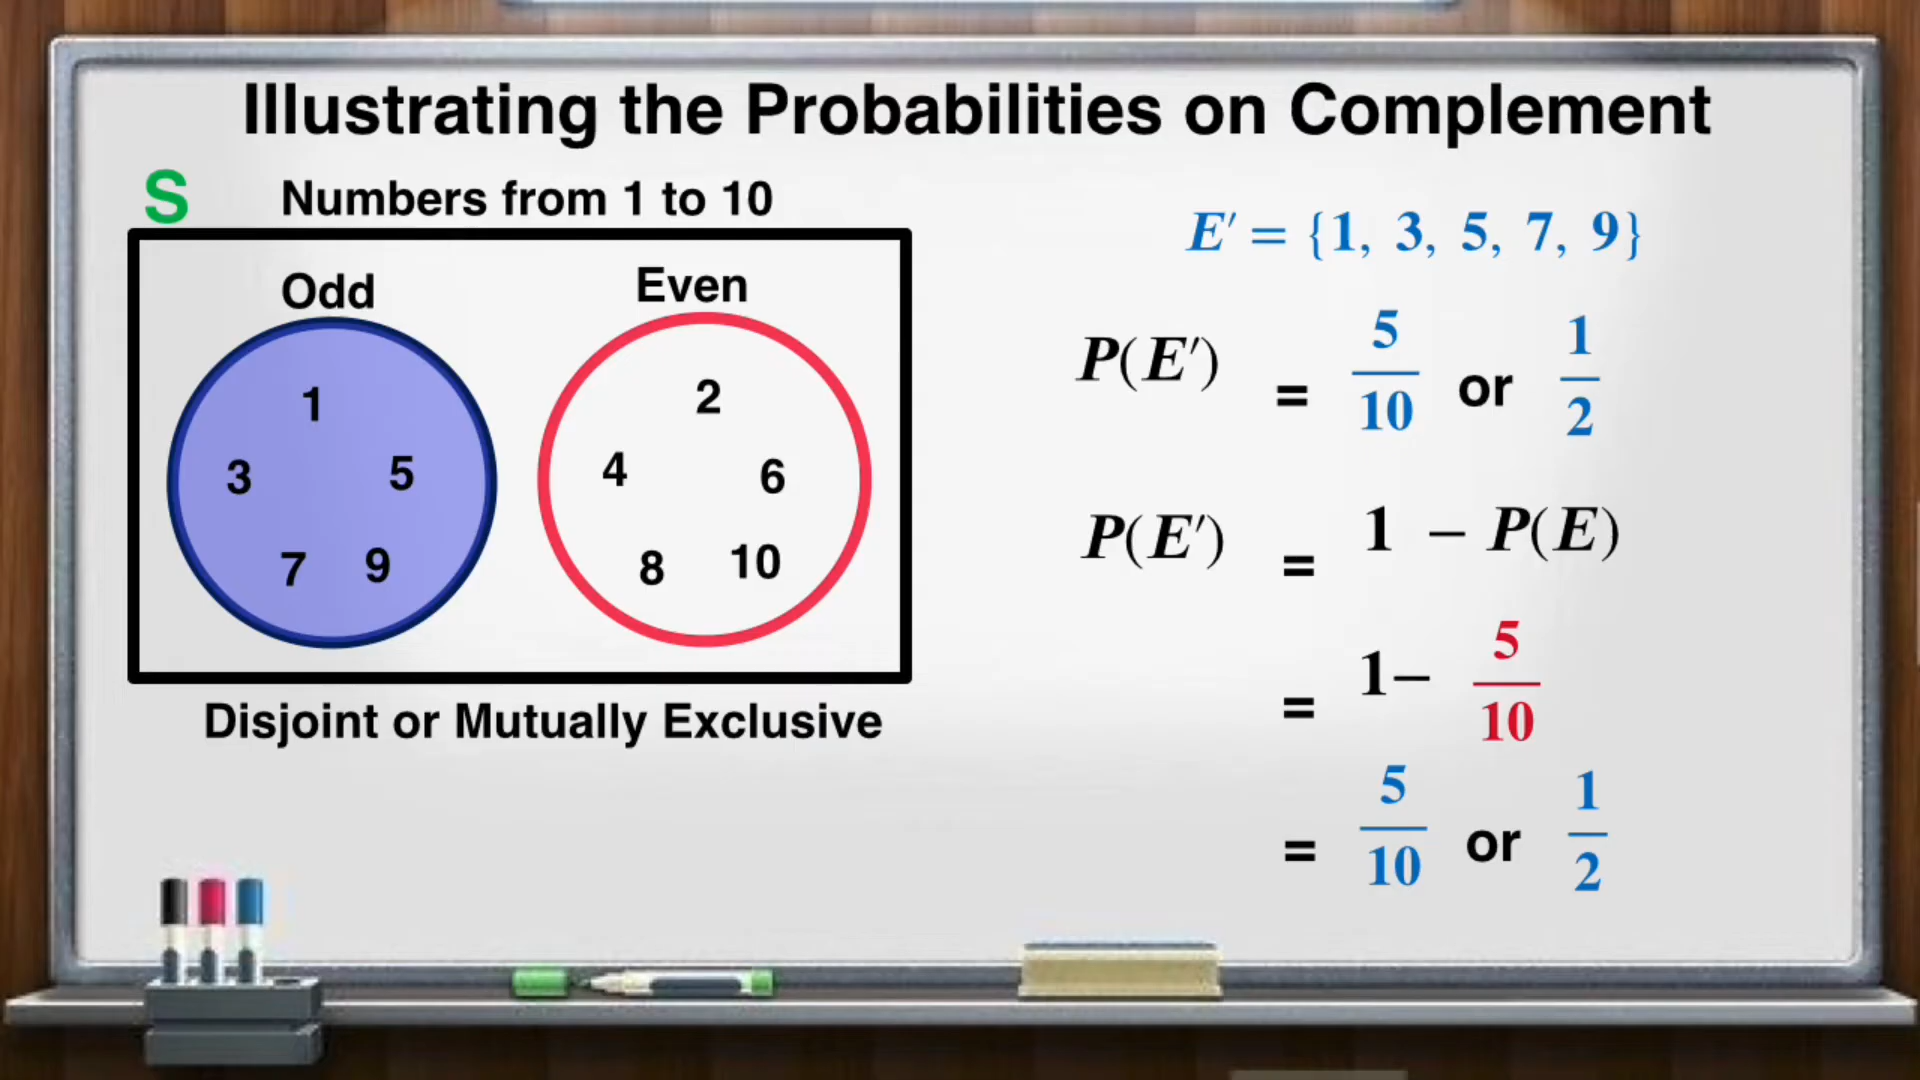 Illustrating the Probabilities on Complement
S
Numbers from 1 to 10
Odd
Even
1
3
5
7
9
2
4
6
8
10
Disjoint or Mutually Exclusive
E′ = {1, 3, 5, 7, 9}
P(E′) = 5/10 or 1/2
P(E′) = 1 − P(E)
= 1− 5/10
= 5/10 or 1/2